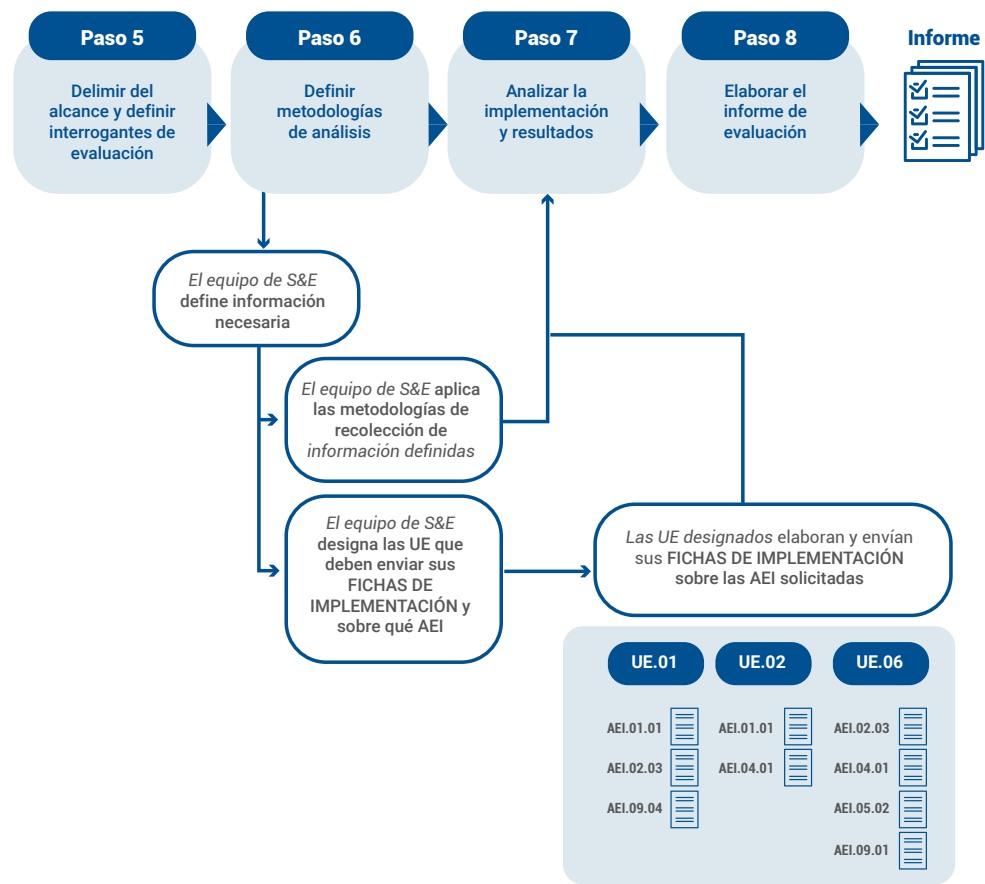 Paso 5
Delimir del
alcance y definir
interrogantes de
evaluación
Paso 6
Definir
metodologías
de análisis
Paso 7
Analizar la
implementación
y resultados
Paso 8
Elaborar el
informe de
evaluación
Informe
El equipo de S&E
define información
necesaria
El equipo de S&E aplica
las metodologías de
recolección de
información definidas
El equipo de S&E
designa las UE que
deben enviar sus
FICHAS DE
IMPLEMENTACIÓN y
sobre qué AEI
Las UE designados elaboran y envían
sus FICHAS DE IMPLEMENTACIÓN
sobre las AEI solicitadas
UE.01
AEI.01.01
AEI.02.03
AEI.09.04
UE.02
AEI.01.01
AEI.04.01
UE.06
AEI.02.03
AEI.04.01
AEI.05.02
AEI.09.01